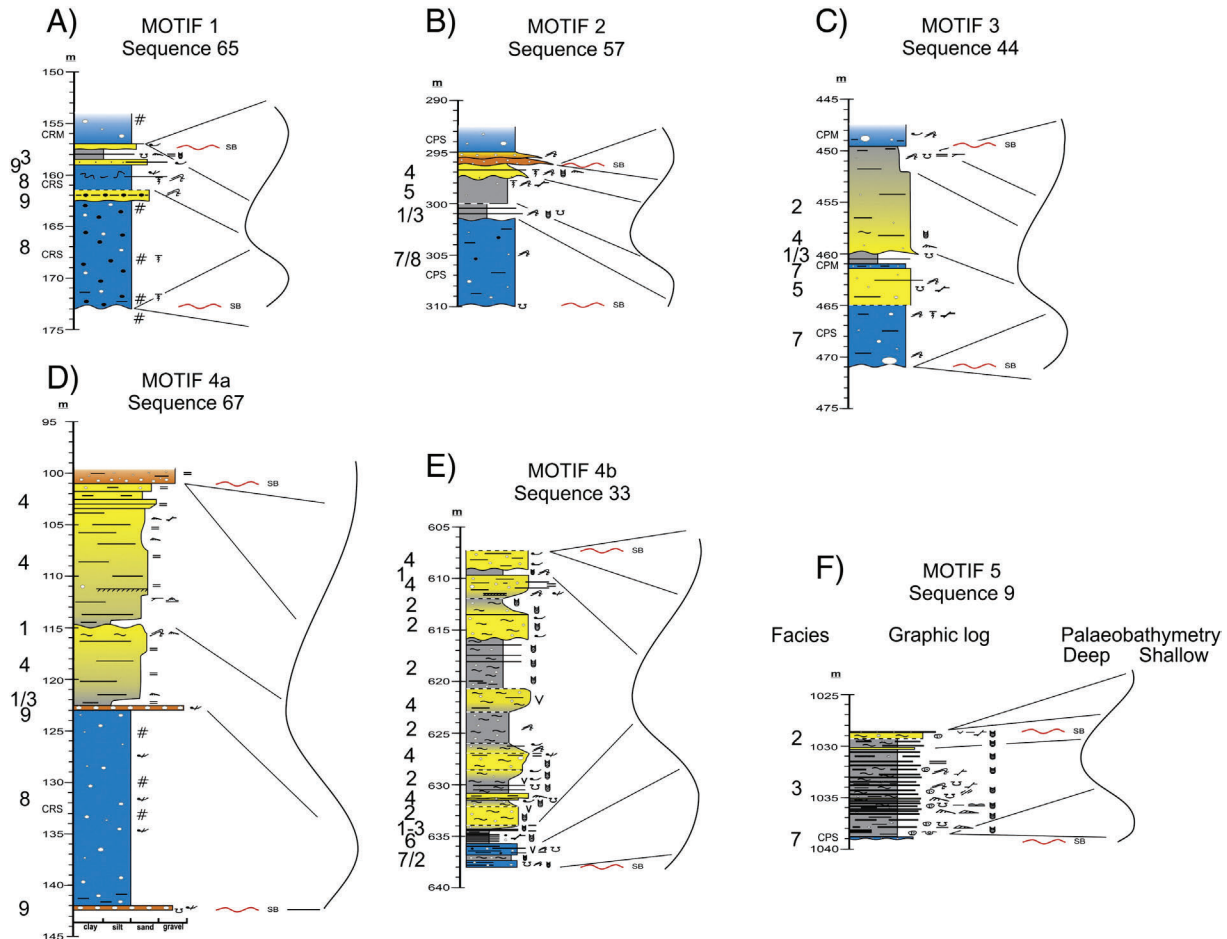 A)
MOTIF 1
Sequence 65
m
150
155
CRM
3
9
160
8
CRS
9
165
8
CRS
170
175
#
#
#
#
#
SB
SB
B)
MOTIF 2
Sequence 57
m
290
CPS
295
4
5
300
1/3
305
7/8
CPS
310
SB
SB
C)
MOTIF 3
Sequence 44
m
445
CPM
450
455
2
4
1/3
460
7
CPM
5
465
CPS
7
470
475
SB
SB
D)
MOTIF 4a
Sequence 67
m
95
100
4
105
4
110
1
115
4
120
1/3
9
125
130
8
CRS
135
140
9
145
#
#
#
SB
SB
clay silt sand gravel
E)
MOTIF 4b
Sequence 33
m
605
4
1
610
4
2
2
615
2
620
4
2
625
4
2
630
4
2
1-3
635
6
7/2
640
V
V
V
V
SB
SB
F)
MOTIF 5
Sequence 9
Facies Graphic log Palaeobathymetry
Deep Shallow
m
1025
2
1030
3
1035
7
CPS
1040
SB
SB